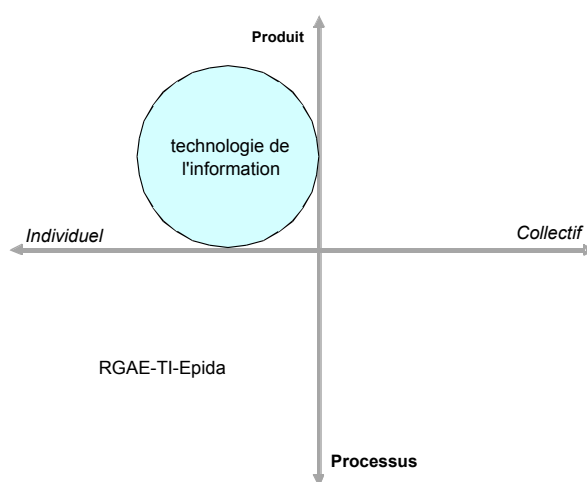 Produit
technologie de
l'information
Individuel
Collectif
RGAE-TI-Epida
Processus